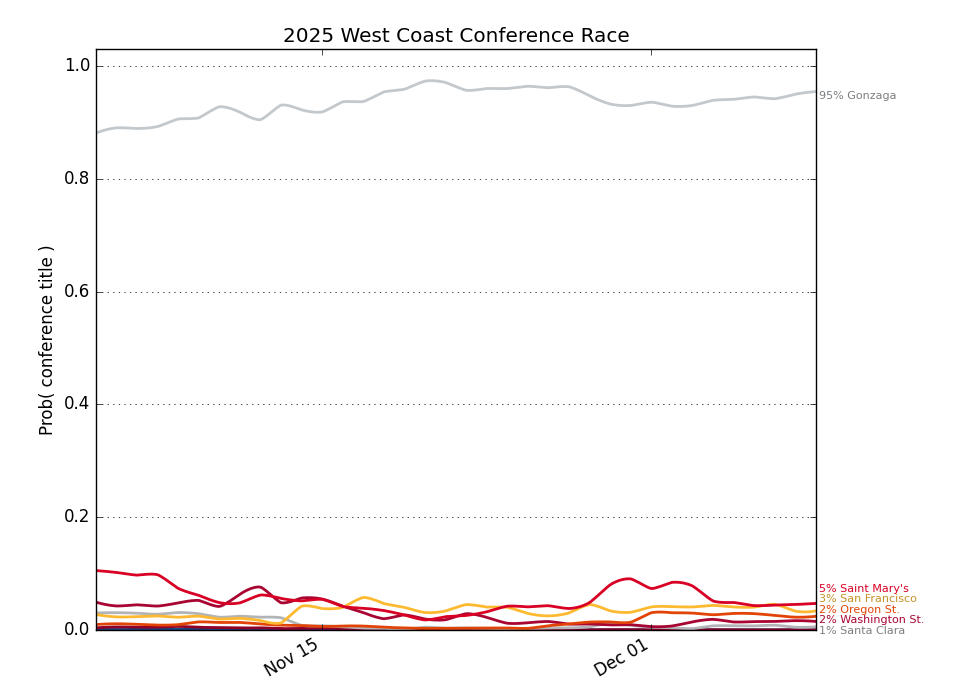 2025 West Coast Conference Race
1.0
0.8
0.6
0.4
0.2
0.0
Prob( conference title )
Nov 15
Dec 01
95% Gonzaga
5% Saint Mary's
3% San Francisco
2% Oregon St.
2% Washington St.
1% Santa Clara